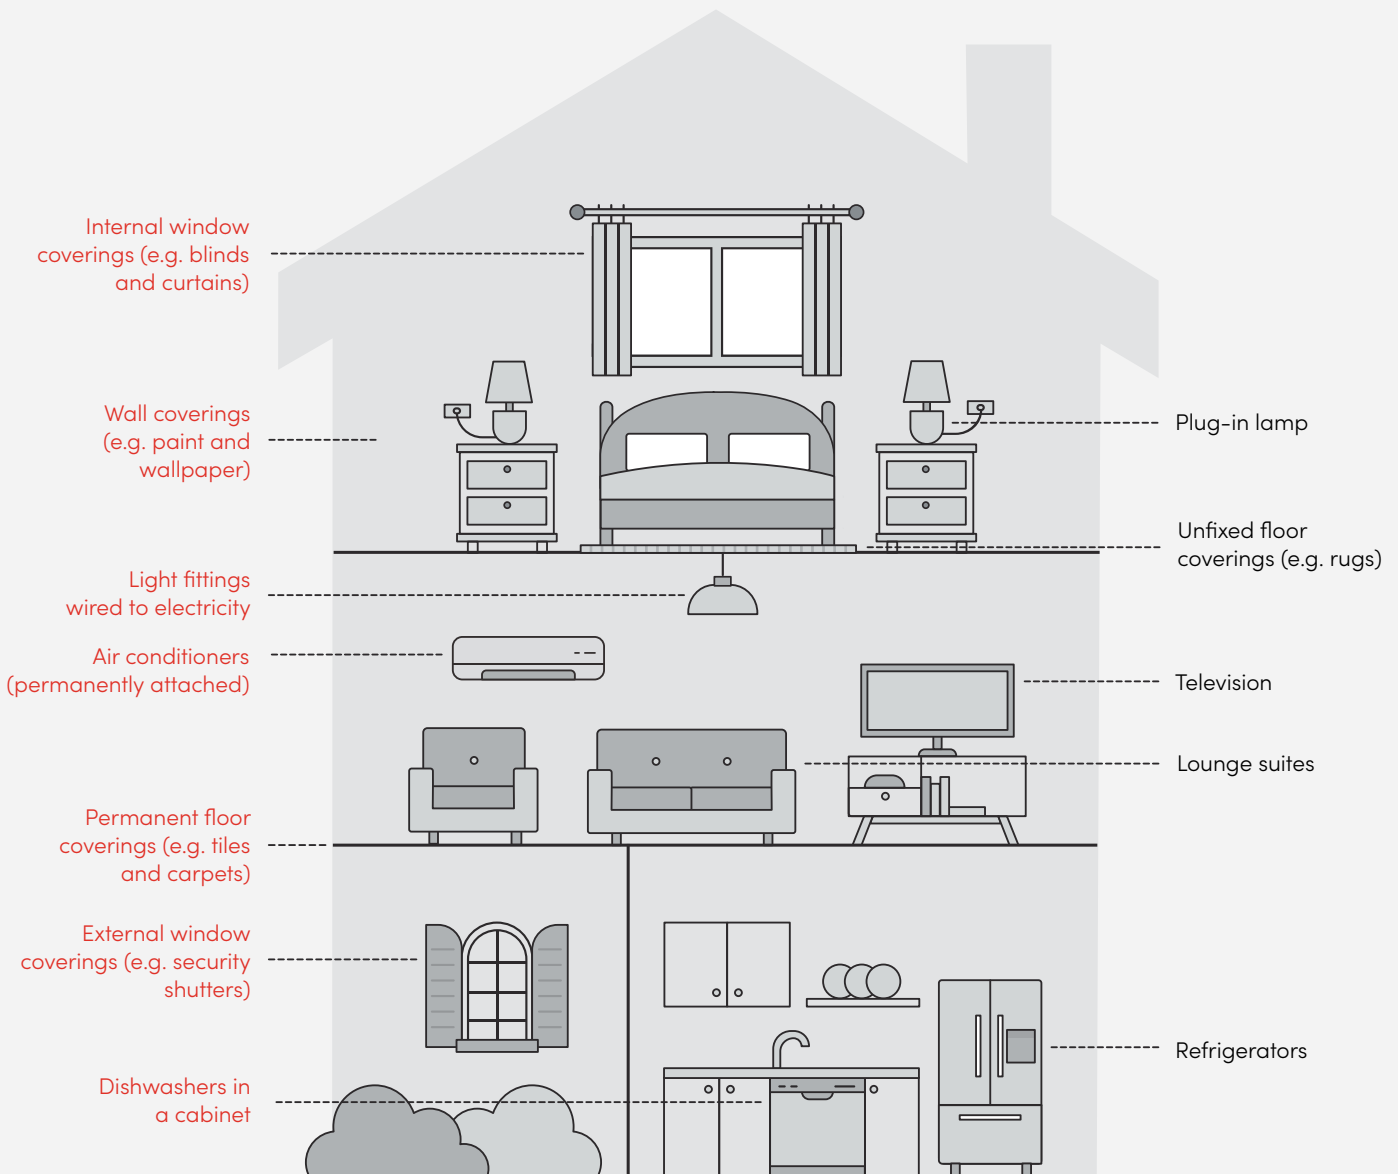 Internal window
coverings (e.g. blinds
and curtains)
Wall coverings
(e.g. paint and
wallpaper)
Plug-in lamp
Unfixed floor
coverings (e.g. rugs)
Light fittings
wired to electricity
Air conditioners
(permanently attached)
Television
Lounge suites
Permanent floor
coverings (e.g. tiles
and carpets)
External window
coverings (e.g. security
shutters)
Refrigerators
Dishwashers in
a cabinet